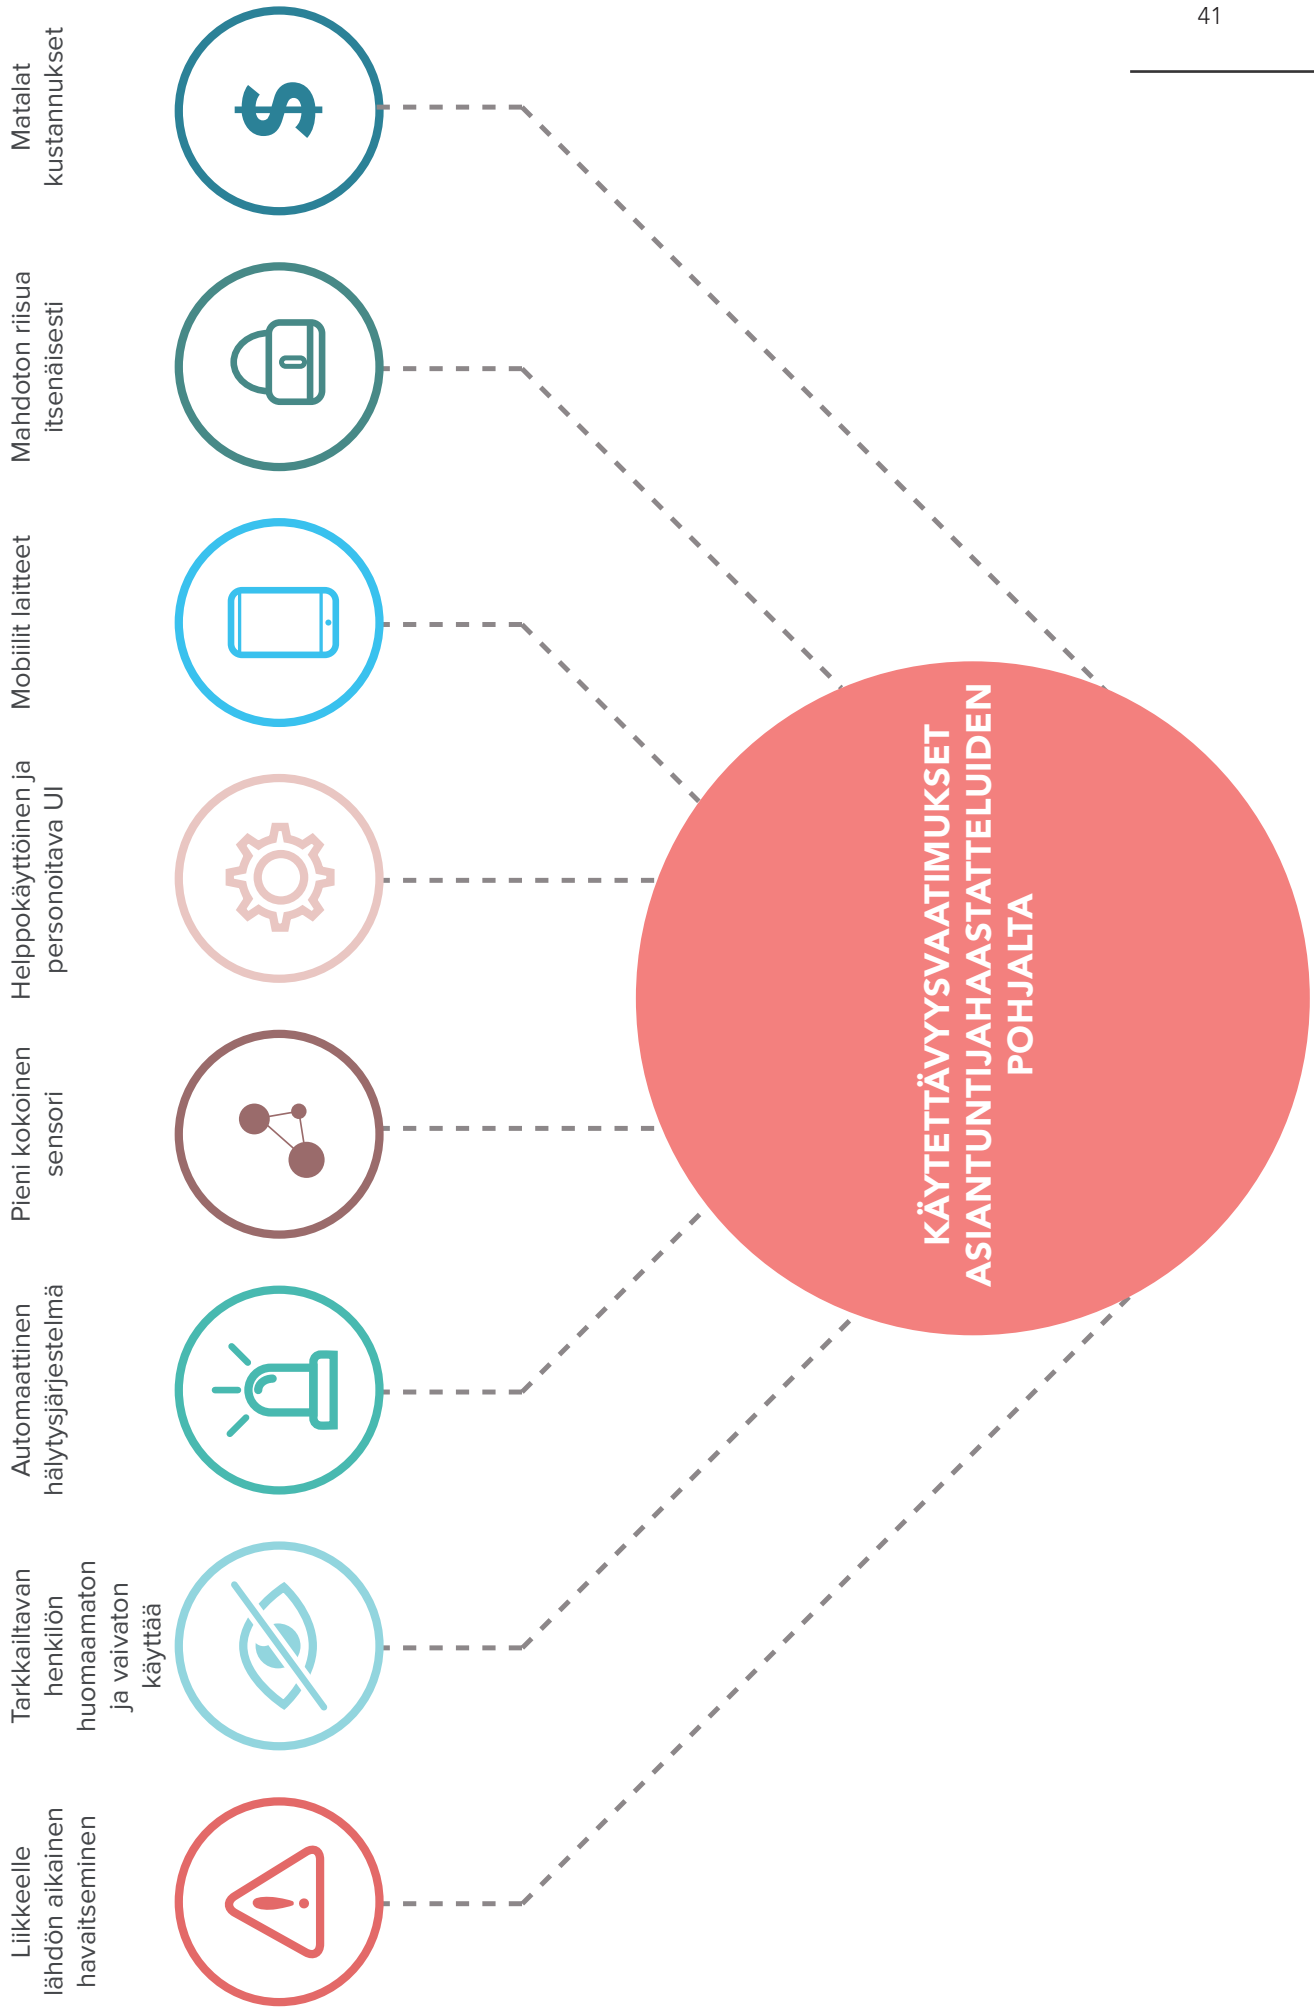 41
Liikkeelle
lähdön aikainen
havaitseminen
Tarkkailtavan
henkilön
huomaamaton
ja vaivaton
käyttää
Automaattinen
hälytysjärjestelmä
Pieni kokoinen
sensori
Helppokäyttöinen ja
personoitava UI
Mobiilit laitteet
Mahdoton riisua
itsenäisesti
Matalat
kustannukset
KÄYTETTÄVYYSVAATIMUKSET
ASIANTUNTIJAHAASTATTELUIDEN
POHJALTA